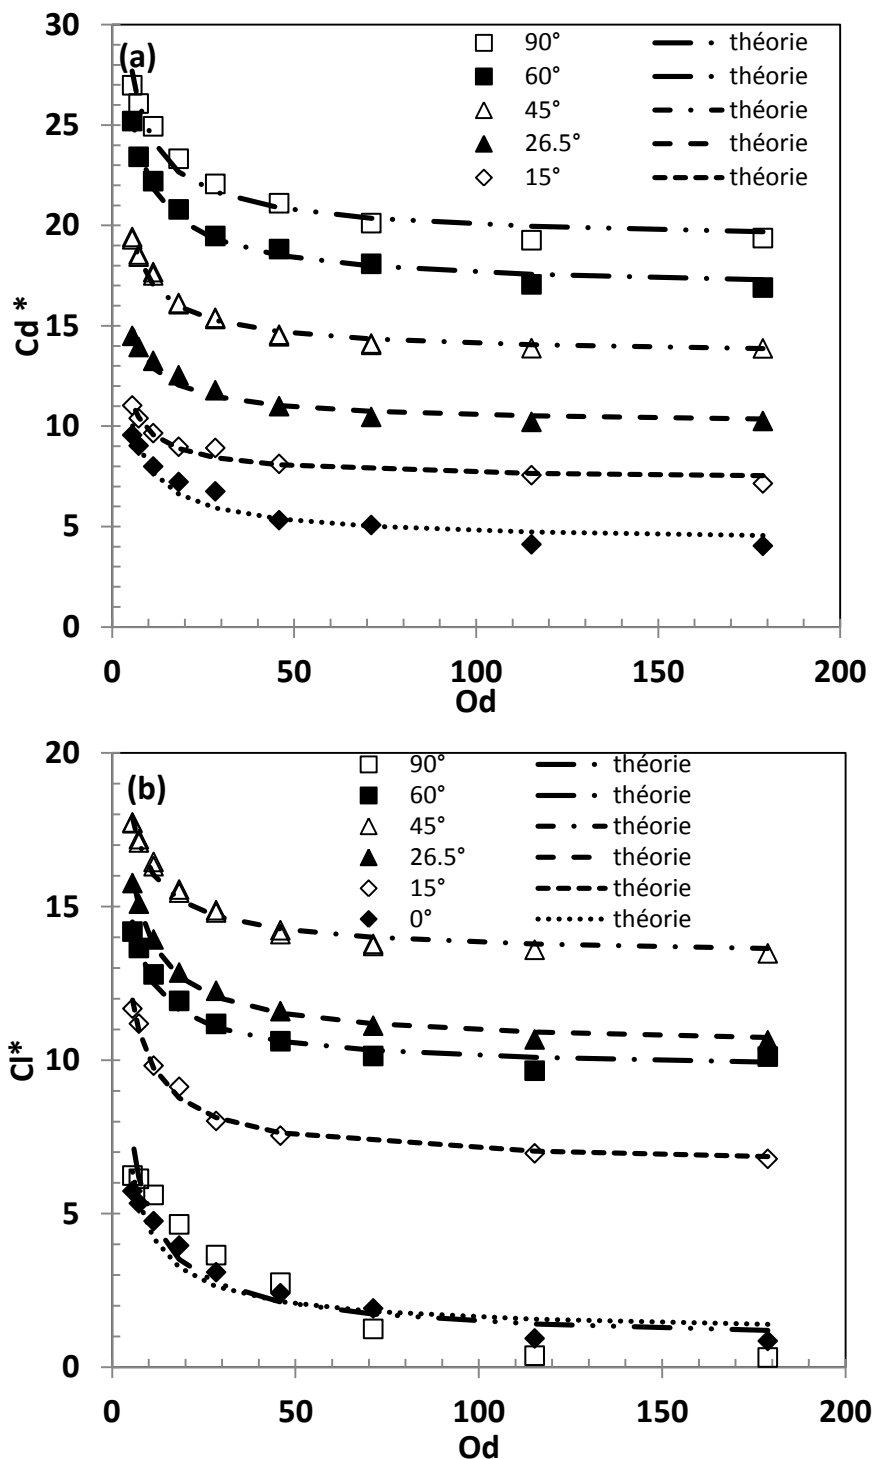 30
(a)
90° théorie
25
60° théorie
45° théorie
20
26.5° théorie
15° théorie
15
Cd *
10
5
0
0 50 100 150 200
Od
20
(b)
90° théorie
60° théorie
45° théorie
26.5° théorie
15
15° théorie
0° théorie
10
Cl*
5
0
0 50 100 150 200
Od